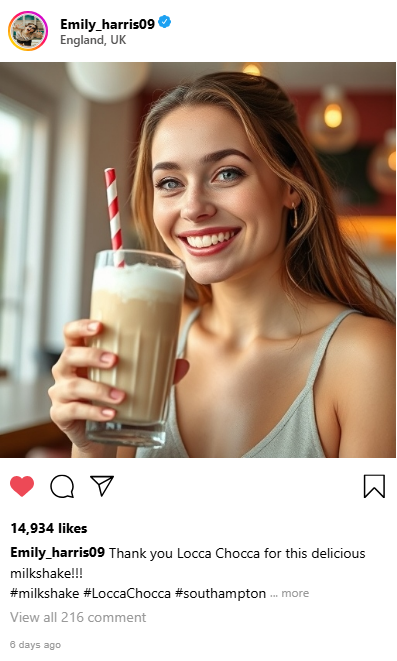 Emily_harris09
England, UK
14,934 likes
Emily_harris09 Thank you Locca Chocca for this delicious
milkshake!!!
#milkshake #LoccaChocca #southampton ... more
View all 216 comment
6 days ago